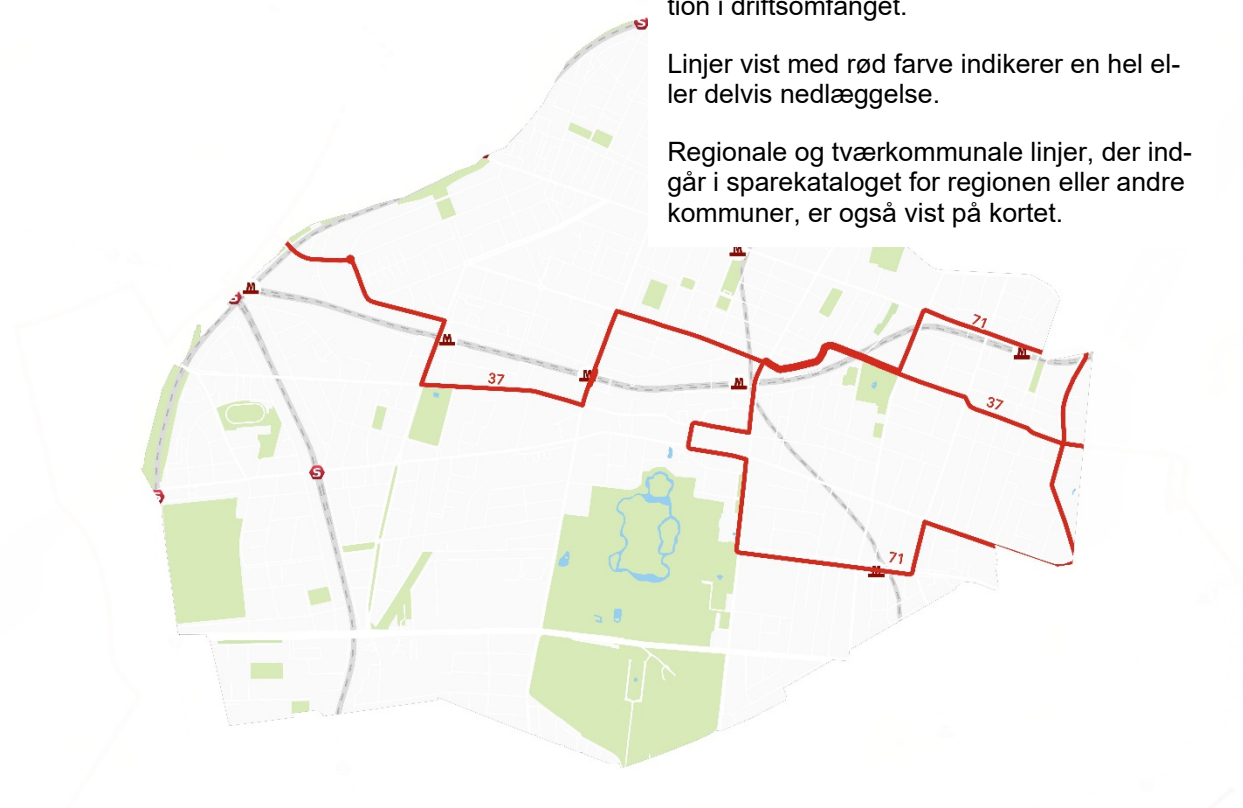 tion i driftsomfanget.
Linjer vist med rød farve indikerer en hel el-
ler delvis nedlæggelse.
Regionale og tværkommunale linjer, der ind-
går i sparekataloget for regionen eller andre
kommuner, er også vist på kortet.
S
M
71
M
S
M
M
M
37
37
S
S
71
M